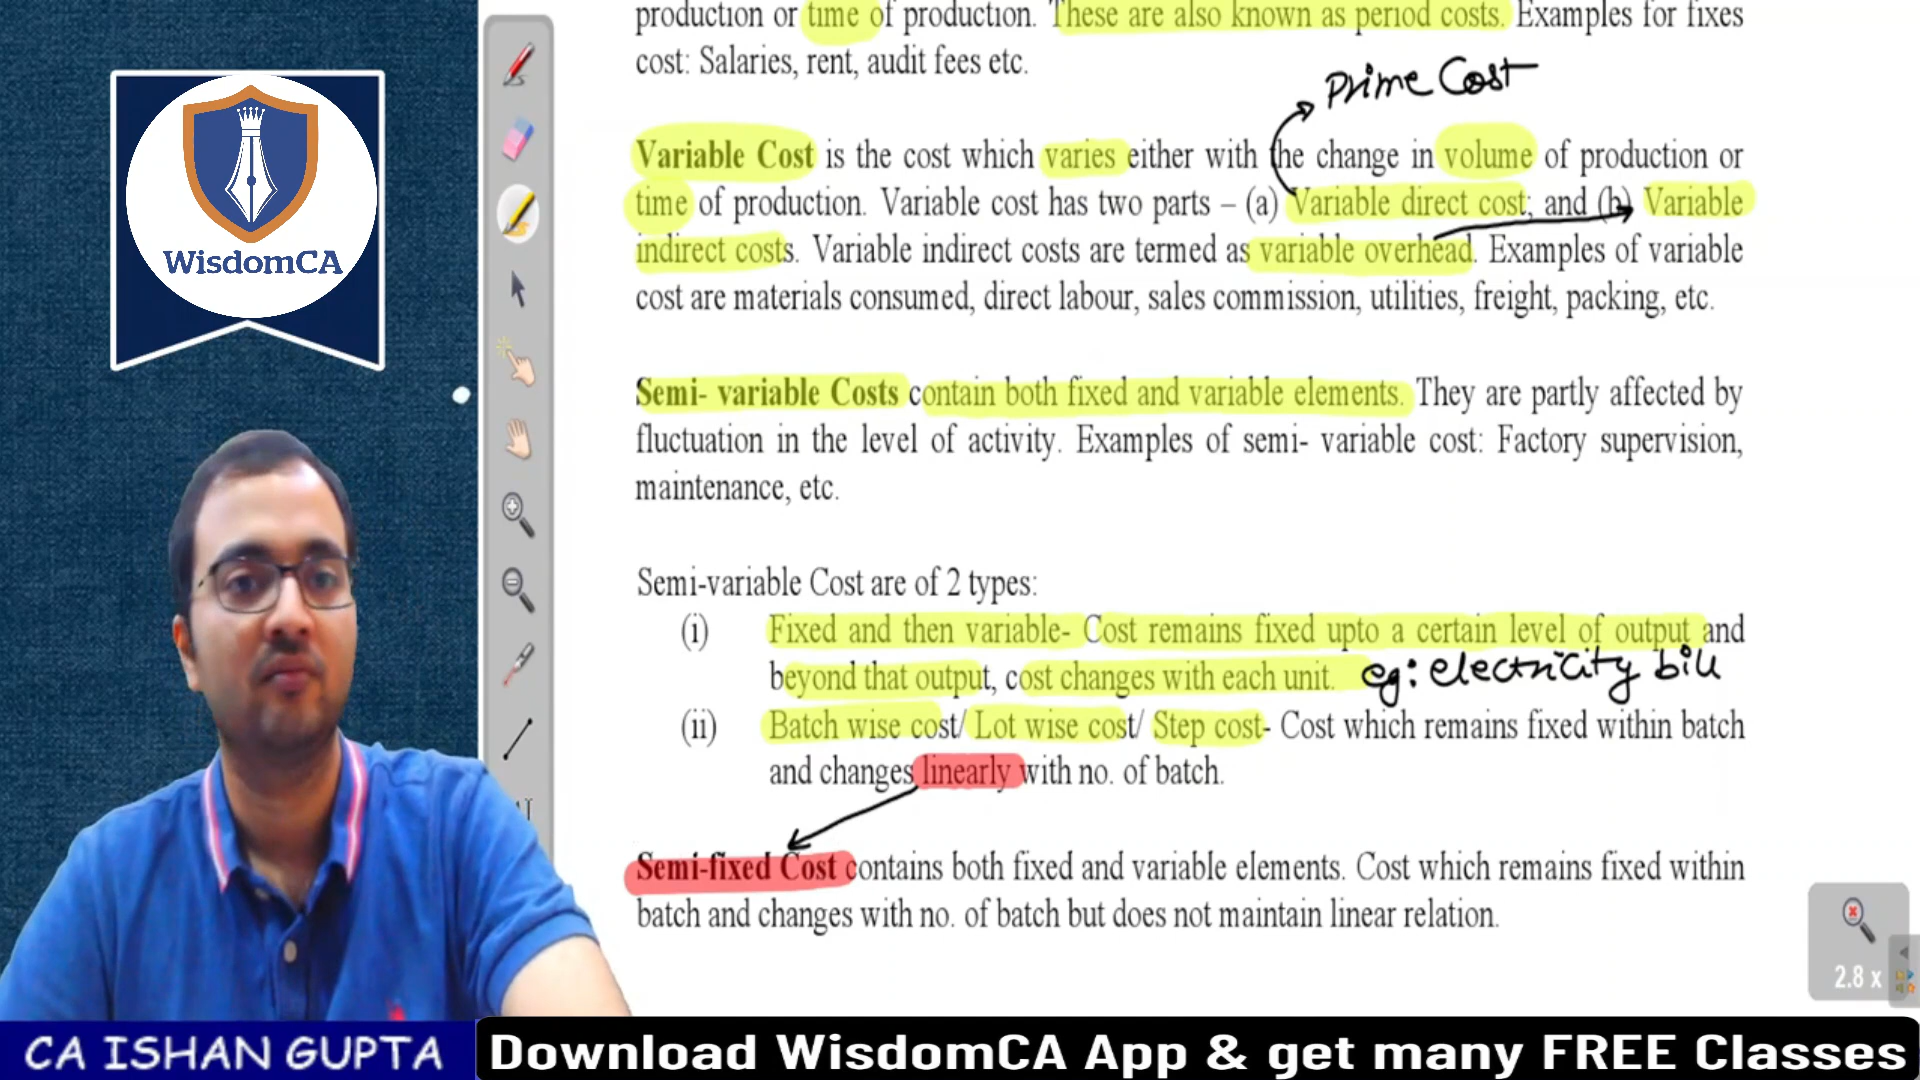 production or time of production. These are also known as period costs. Examples for fixes
cost: Salaries, rent, audit fees etc.
Prime Cost
Variable Cost is the cost which varies either with the change in volume of production or
time of production. Variable cost has two parts – (a) Variable direct cost; and (b) Variable
indirect costs. Variable indirect costs are termed as variable overhead. Examples of variable
cost are materials consumed, direct labour, sales commission, utilities, freight, packing, etc.
WisdomCA
Semi- variable Costs contain both fixed and variable elements. They are partly affected by
fluctuation in the level of activity. Examples of semi- variable cost: Factory supervision,
maintenance, etc.
Semi-variable Cost are of 2 types:
(i) Fixed and then variable- Cost remains fixed upto a certain level of output and
beyond that output, cost changes with each unit. eg: electricity bill
(ii) Batch wise cost/ Lot wise cost/ Step cost- Cost which remains fixed within batch
and changes linearly with no. of batch.
Semi-fixed Cost contains both fixed and variable elements. Cost which remains fixed within
batch and changes with no. of batch but does not maintain linear relation.
2.8 x
CA ISHAN GUPTA
Download WisdomCA App & get many FREE Classes